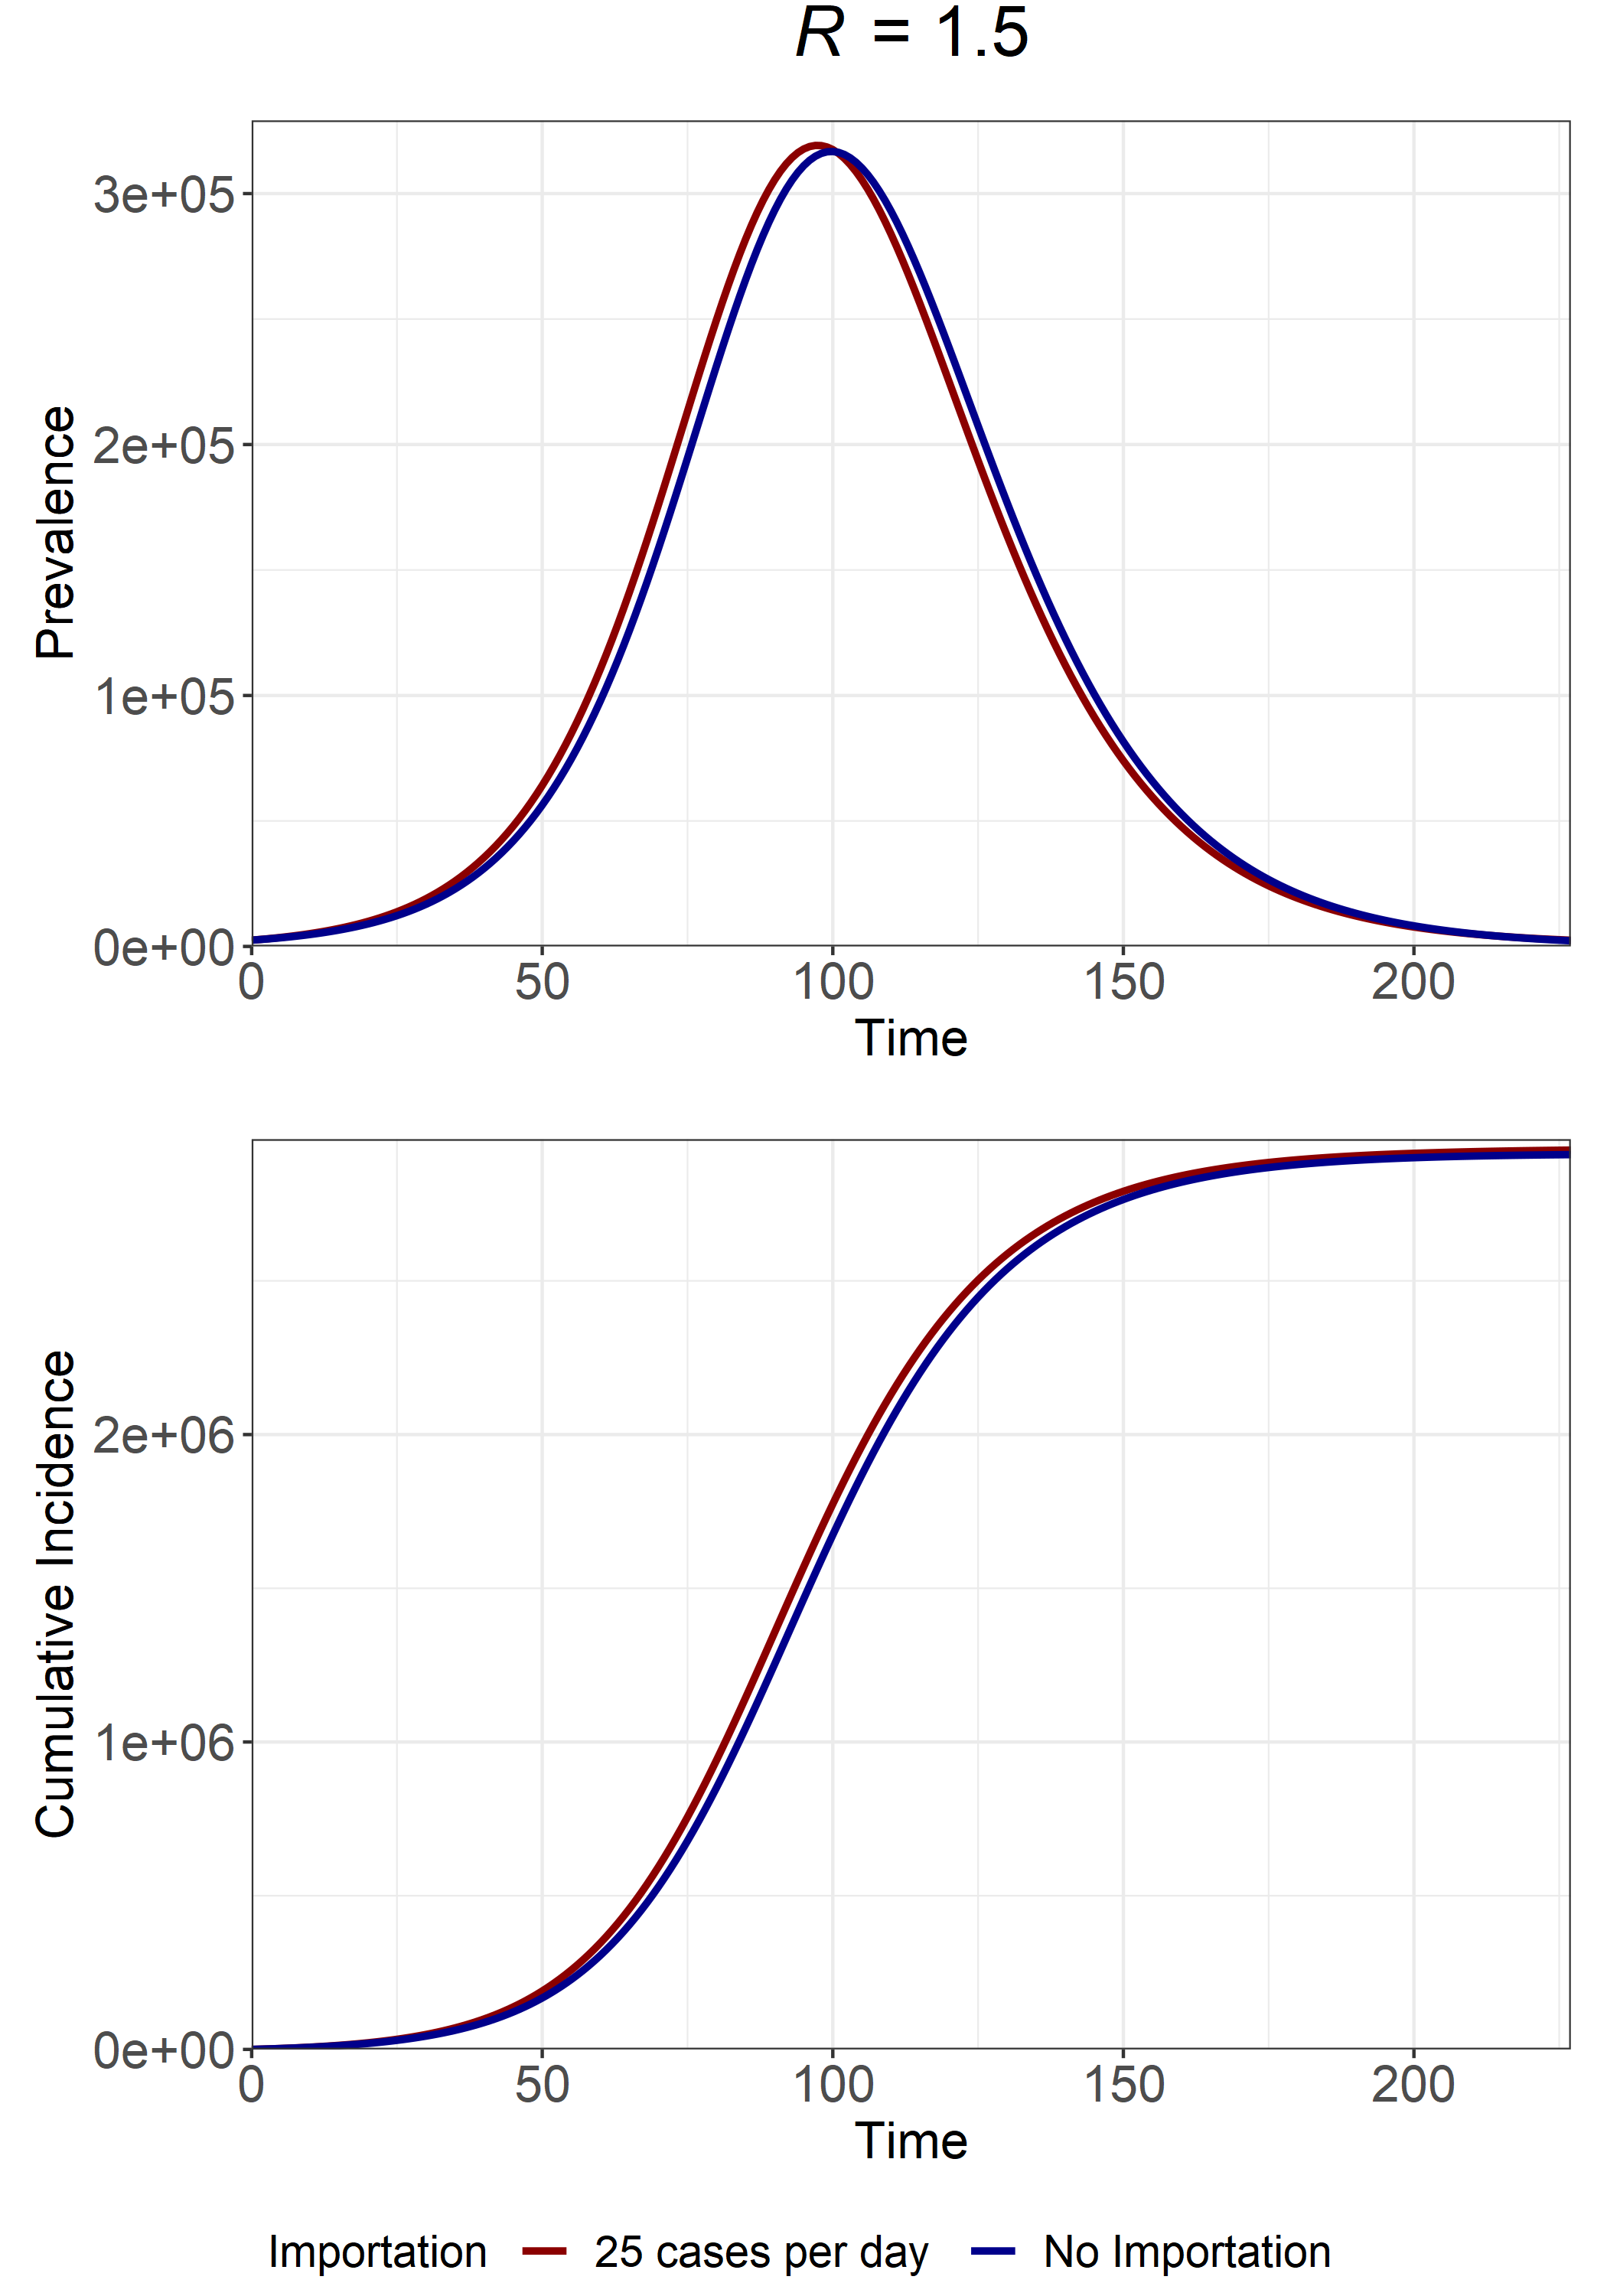 R = 1.5
3e+05
2e+05
1e+05
0e+00
Prevalence
0 50 100 150 200
Time
2e+06
1e+06
0e+00
Cumulative Incidence
0 50 100 150 200
Time
Importation 25 cases per day No Importation